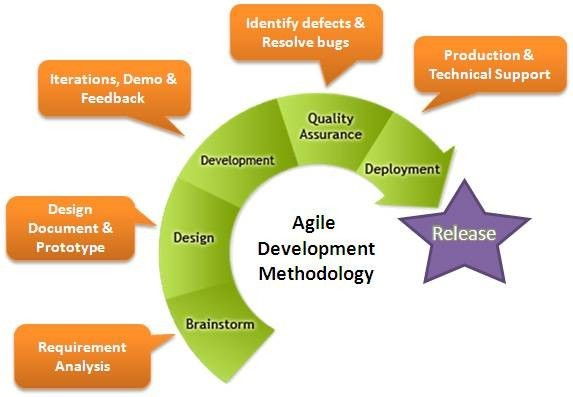 Identify defects &
Resolve bugs
Production &
Technical Support
Iterations, Demo &
Feedback
Quality
Assurance
Development
Deployment
Design
Document &
Prototype
Design
Agile
Development
Methodology
Release
Brainstorm
Requirement
Analysis